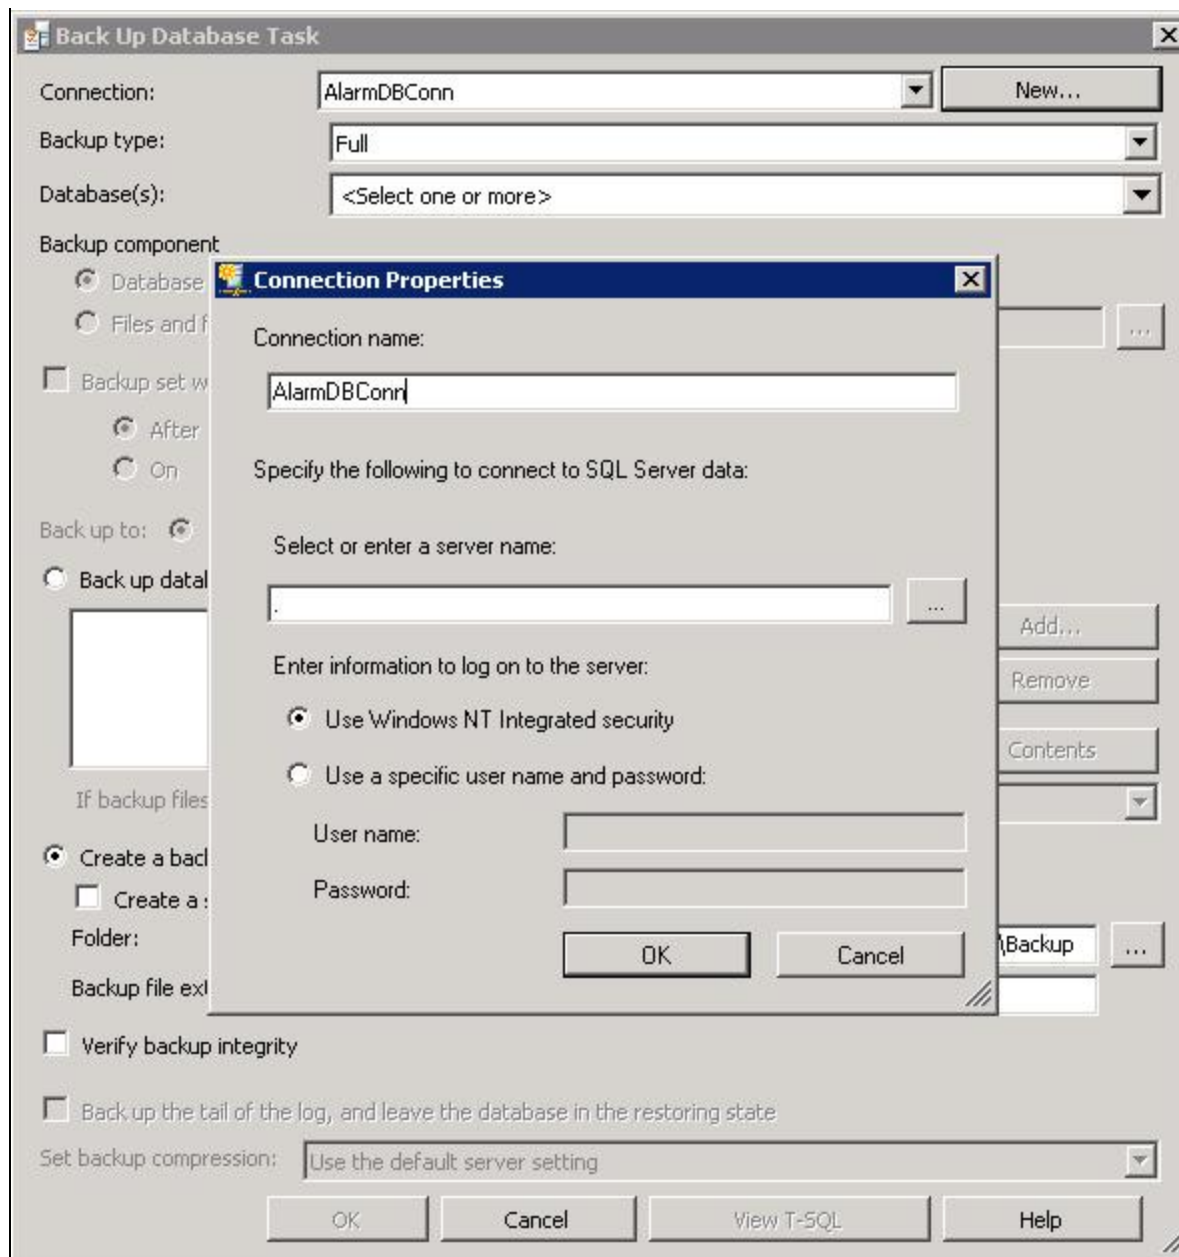 Back Up Database Task
Connection: AlarmDBConn New...
Backup type: Full
Database(s): <Select one or more>
Backup component
Database
Files and f
...
Backup set w
After
On
Back up to:
Back up datal
Add...
Remove
Contents
If backup files
Create a bacl
Create a s
Folder: \Backup ...
Backup file ext
Connection Properties
Connection name:
AlarmDBConn
Specify the following to connect to SQL Server data:
Select or enter a server name:
. ...
Enter information to log on to the server:
Use Windows NT Integrated security
Use a specific user name and password:
User name:
Password:
OK Cancel
Verify backup integrity
Back up the tail of the log, and leave the database in the restoring state
Set backup compression: Use the default server setting
OK Cancel View T-SQL Help